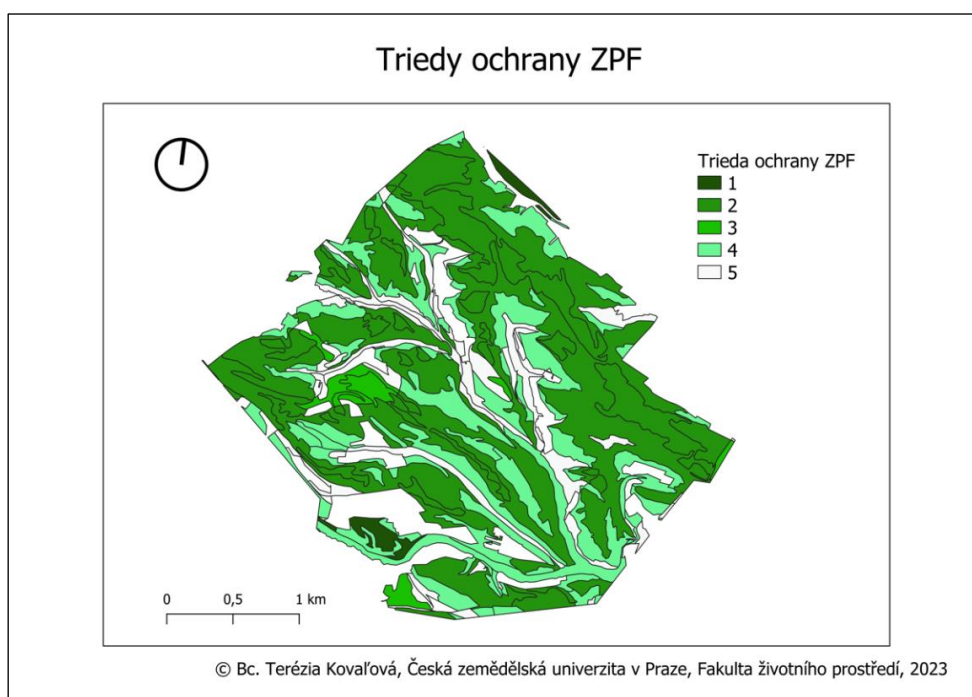 Triedy ochrany ZPF
Trieda ochrany ZPF
1
2
3
4
5
0 0,5 1 km
© Bc. Terézia Kovaľová, Česká zemědělská univerzita v Praze, Fakulta životního prostředí, 2023